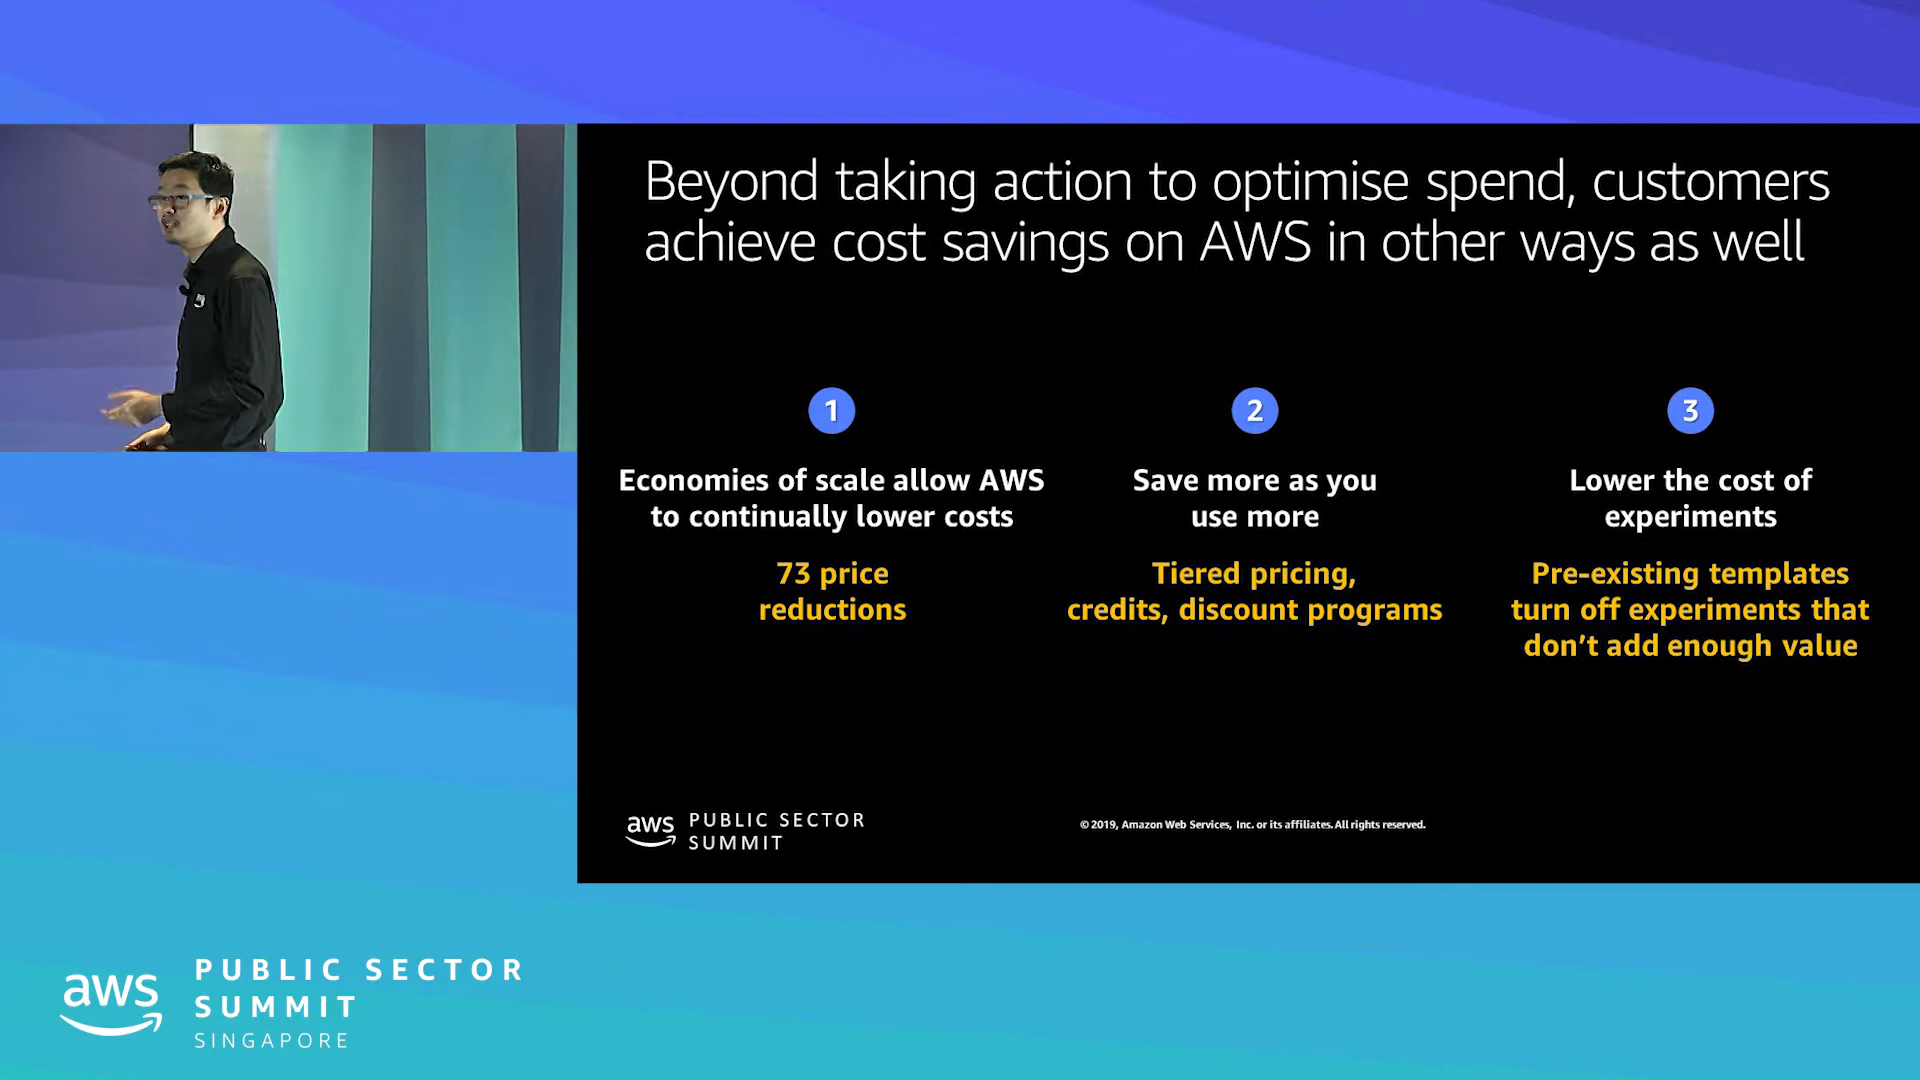 Beyond taking action to optimise spend, customers
achieve cost savings on AWS in other ways as well
1
Economies of scale allow AWS
to continually lower costs
73 price
reductions
2
Save more as you
use more
Tiered pricing,
credits, discount programs
3
Lower the cost of
experiments
Pre-existing templates
turn off experiments that
don't add enough value
aws
PUBLIC SECTOR
SUMMIT
© 2019, Amazon Web Services, Inc. or its affiliates. All rights reserved.
aws
PUBLIC SECTOR
SUMMIT
SINGAPORE